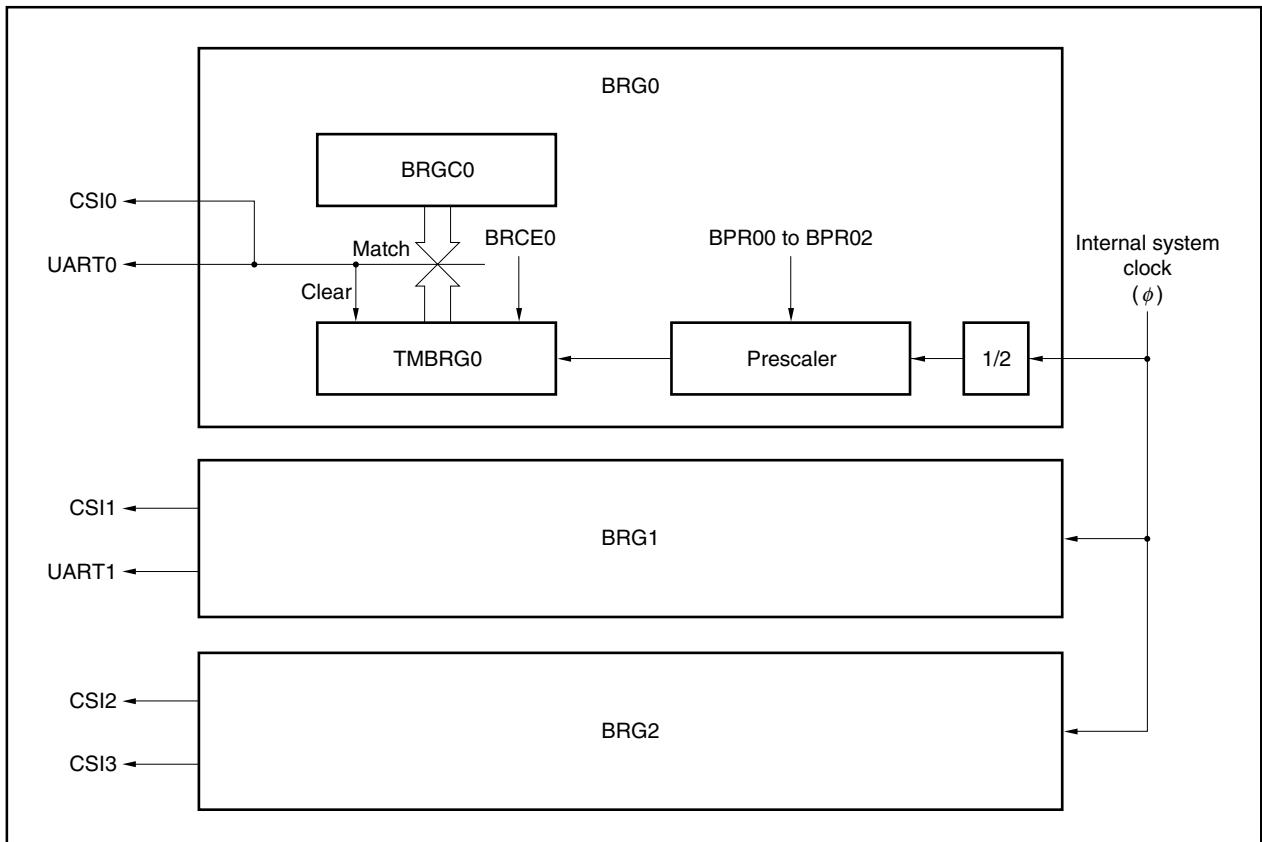 BRG0
BRGC0
CSI0
Match
BRCE0
BPR00 to BPR02
Internal system
clock
(ϕ)
UART0
Clear
TMBRG0
Prescaler
1/2
CSI1
BRG1
UART1
CSI2
BRG2
CSI3